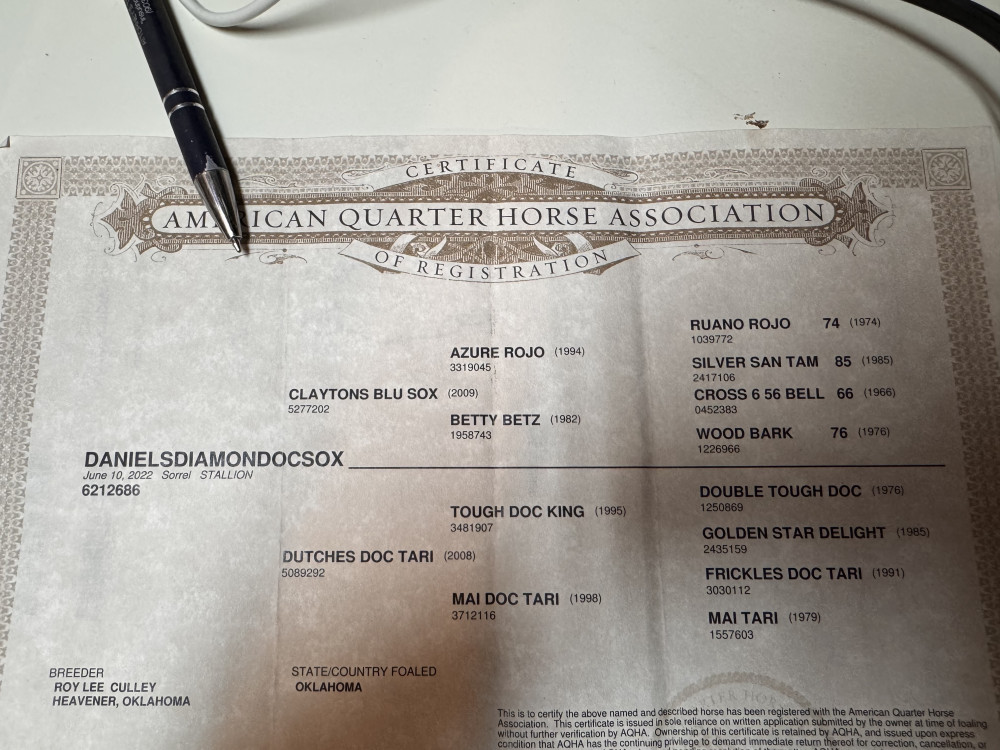 CERTIFICATE
AMERICAN QUARTER HORSE ASSOCIATION
OF REGISTRATION
RUANO ROJO 74 (1974)
1039772
AZURE ROJO (1994)
3319045
SILVER SAN TAM 85 (1985)
2417106
CLAYTONS BLU SOX (2009)
5277202
CROSS 6 56 BELL 66 (1966)
0452383
BETTY BETZ (1982)
1958743
WOOD BARK 76 (1976)
1226966
DANIELSDIAMONDOCSOX
June 10, 2022 Sorrel STALLION
6212686
DOUBLE TOUGH DOC (1976)
1250869
TOUGH DOC KING (1995)
3481907
GOLDEN STAR DELIGHT (1985)
2435159
DUTCHES DOC TARI (2008)
5089292
FRICKLES DOC TARI (1991)
3030112
MAI DOC TARI (1998)
3712116
MAI TARI (1979)
1557603
BREEDER
ROY LEE CULLEY
HEAVENER, OKLAHOMA
STATE/COUNTRY FOALED
OKLAHOMA
This is to certify the above named and described horse has been registered with the American Quarter Horse
Association. This certificate is issued in sole reliance on written application submitted by the owner at time of foaling
without further verification by AQHA. Ownership of this certificate is retained by AQHA, and issued upon express
condition that AQHA has the continuing privilege to demand immediate return thereof for correction, cancellation, or